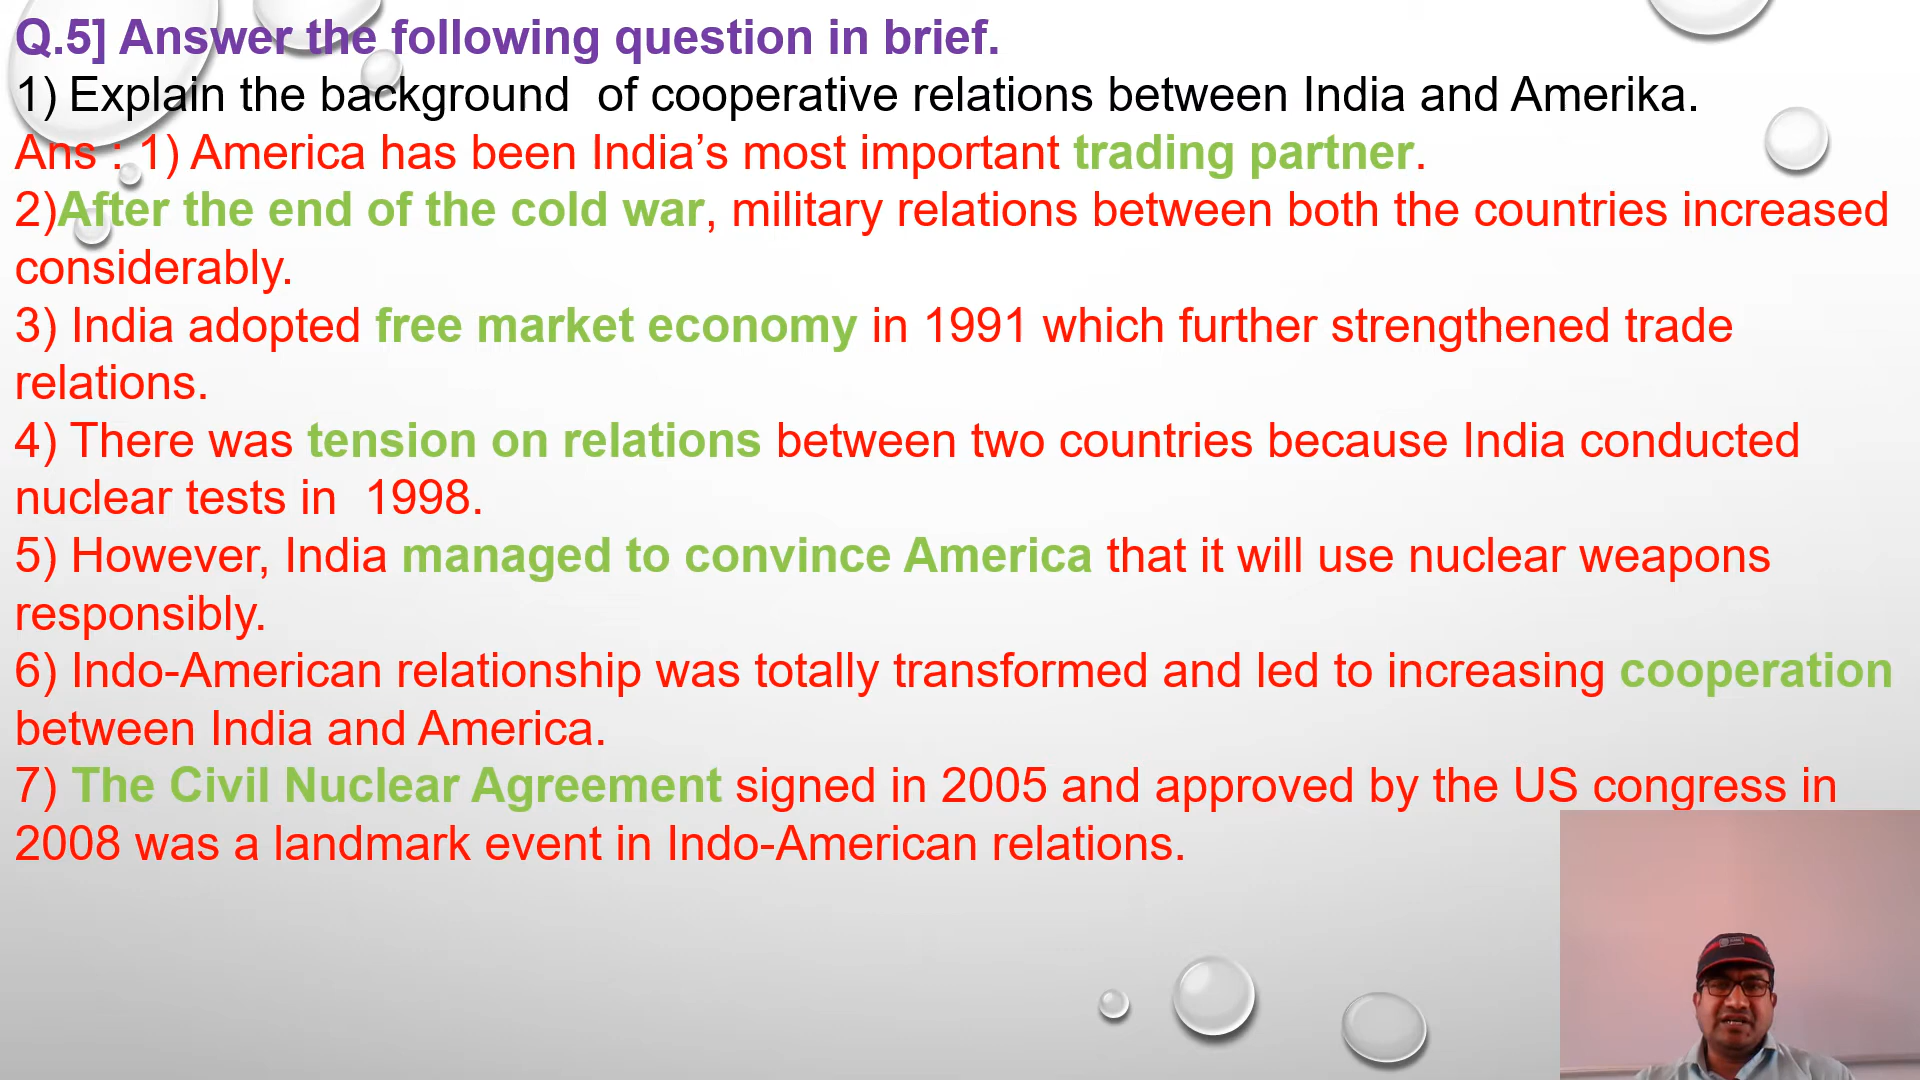 Q.5] Answer the following question in brief.
1) Explain the background of cooperative relations between India and Amerika.
Ans : 1) America has been India’s most important trading partner.
2)After the end of the cold war, military relations between both the countries increased
considerably.
3) India adopted free market economy in 1991 which further strengthened trade
relations.
4) There was tension on relations between two countries because India conducted
nuclear tests in 1998.
5) However, India managed to convince America that it will use nuclear weapons
responsibly.
6) Indo-American relationship was totally transformed and led to increasing cooperation
between India and America.
7) The Civil Nuclear Agreement signed in 2005 and approved by the US congress in
2008 was a landmark event in Indo-American relations.